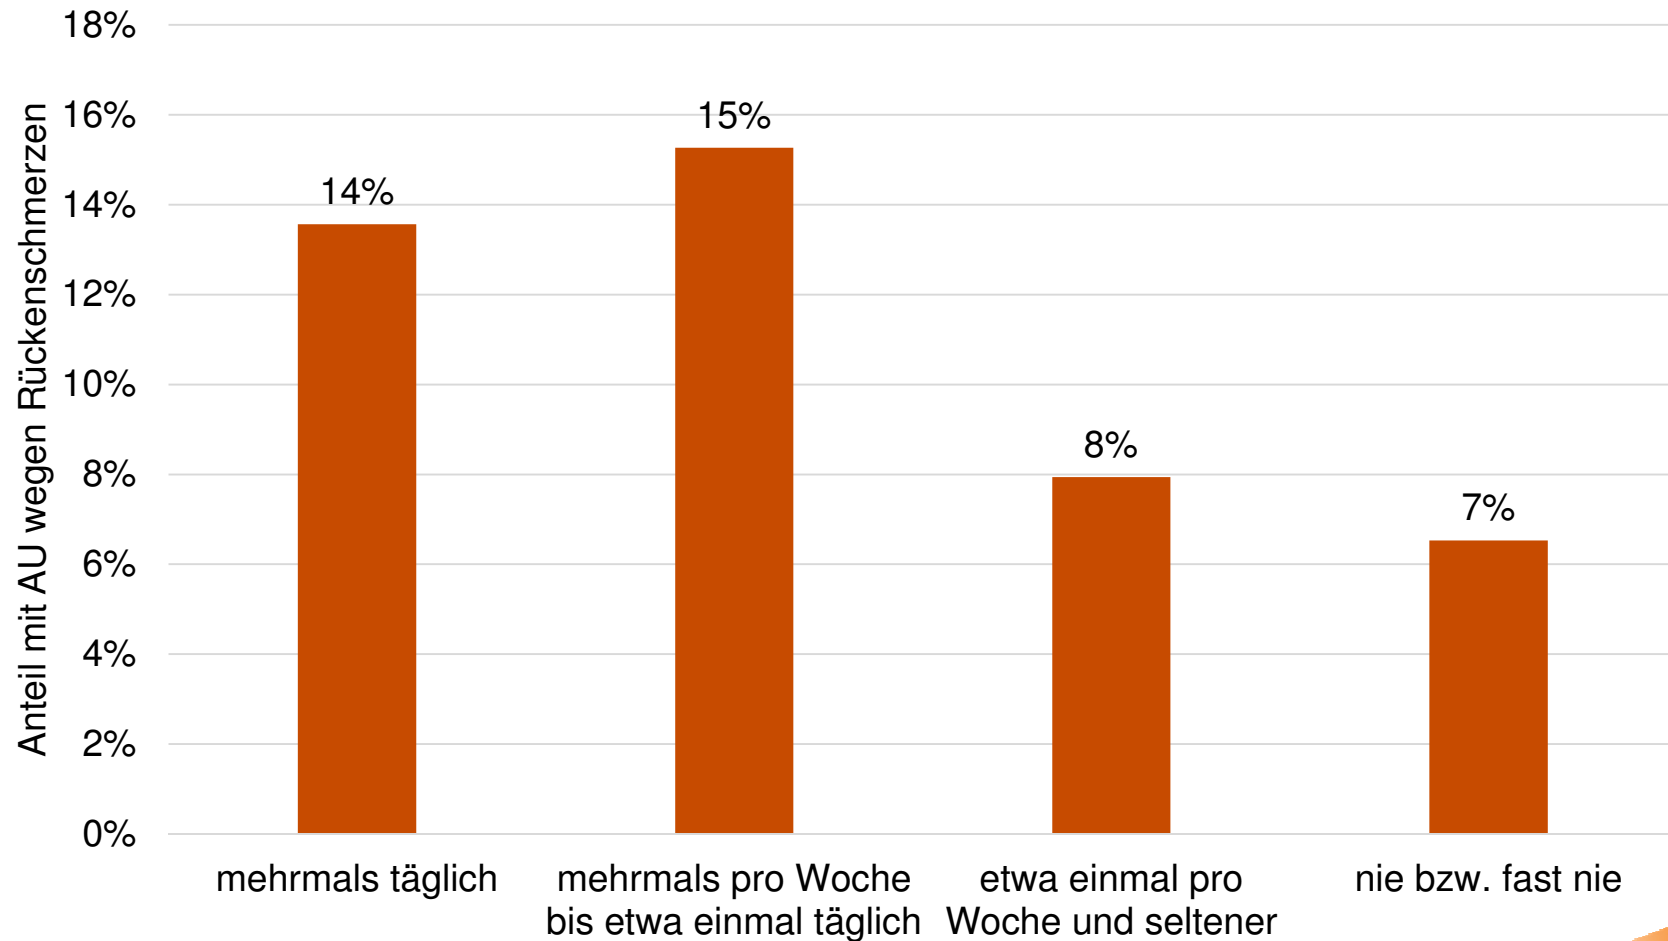 Anteil mit AU wegen Rückenschmerzen
18%
16%
14%
12%
10%
8%
6%
4%
2%
0%
14%
15%
8%
7%
mehrmals täglich
mehrmals pro Woche
bis etwa einmal täglich
etwa einmal pro
Woche und seltener
nie bzw. fast nie